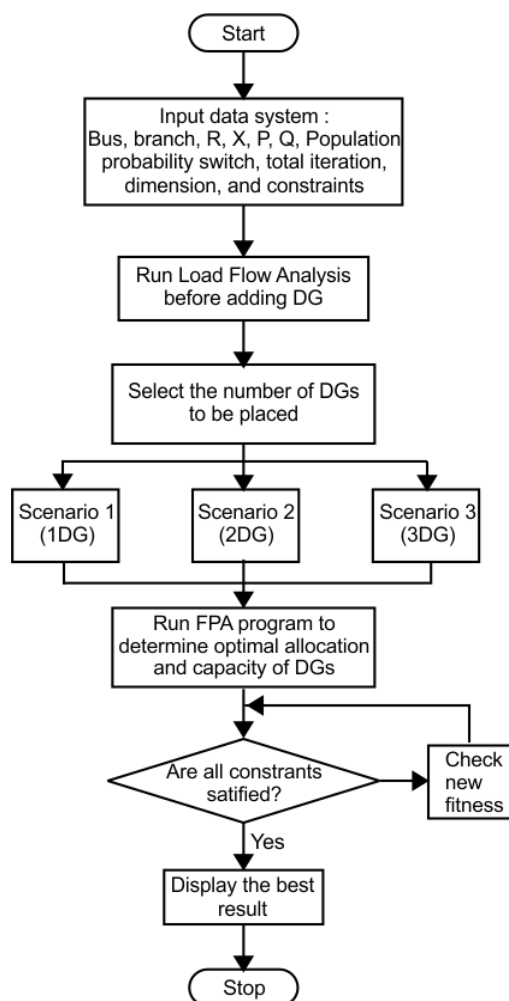 Start
Input data system :
Bus, branch, R, X, P, Q, Population
probability switch, total iteration,
dimension, and constraints
Run Load Flow Analysis
before adding DG
Select the number of DGs
to be placed
Scenario 1
(1DG)
Scenario 2
(2DG)
Scenario 3
(3DG)
Run FPA program to
determine optimal allocation
and capacity of DGs
Are all constrants
satified?
Check
new
fitness
Yes
Display the best
result
Stop